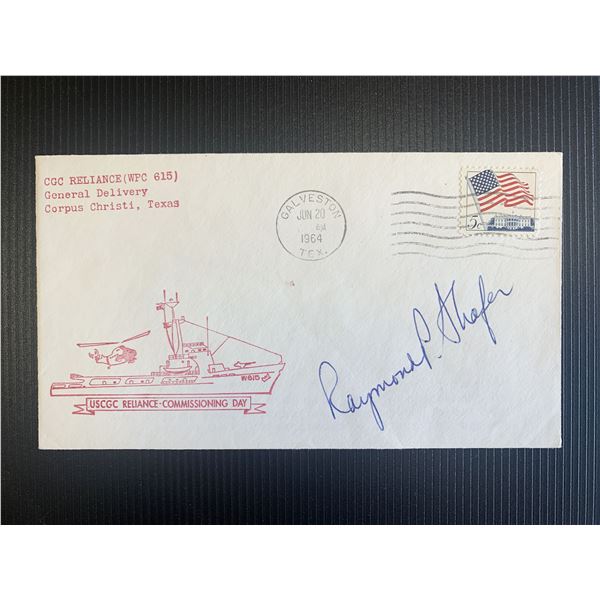 CGC RELIANCE(WPC 615)
General Delivery
Corpus Christi, Texas
GALVESTON
JUN 20
1964
TEX.
5c
W615
USCGC RELIANCE-COMMISSIONING DAY
Raymond P. Shafer